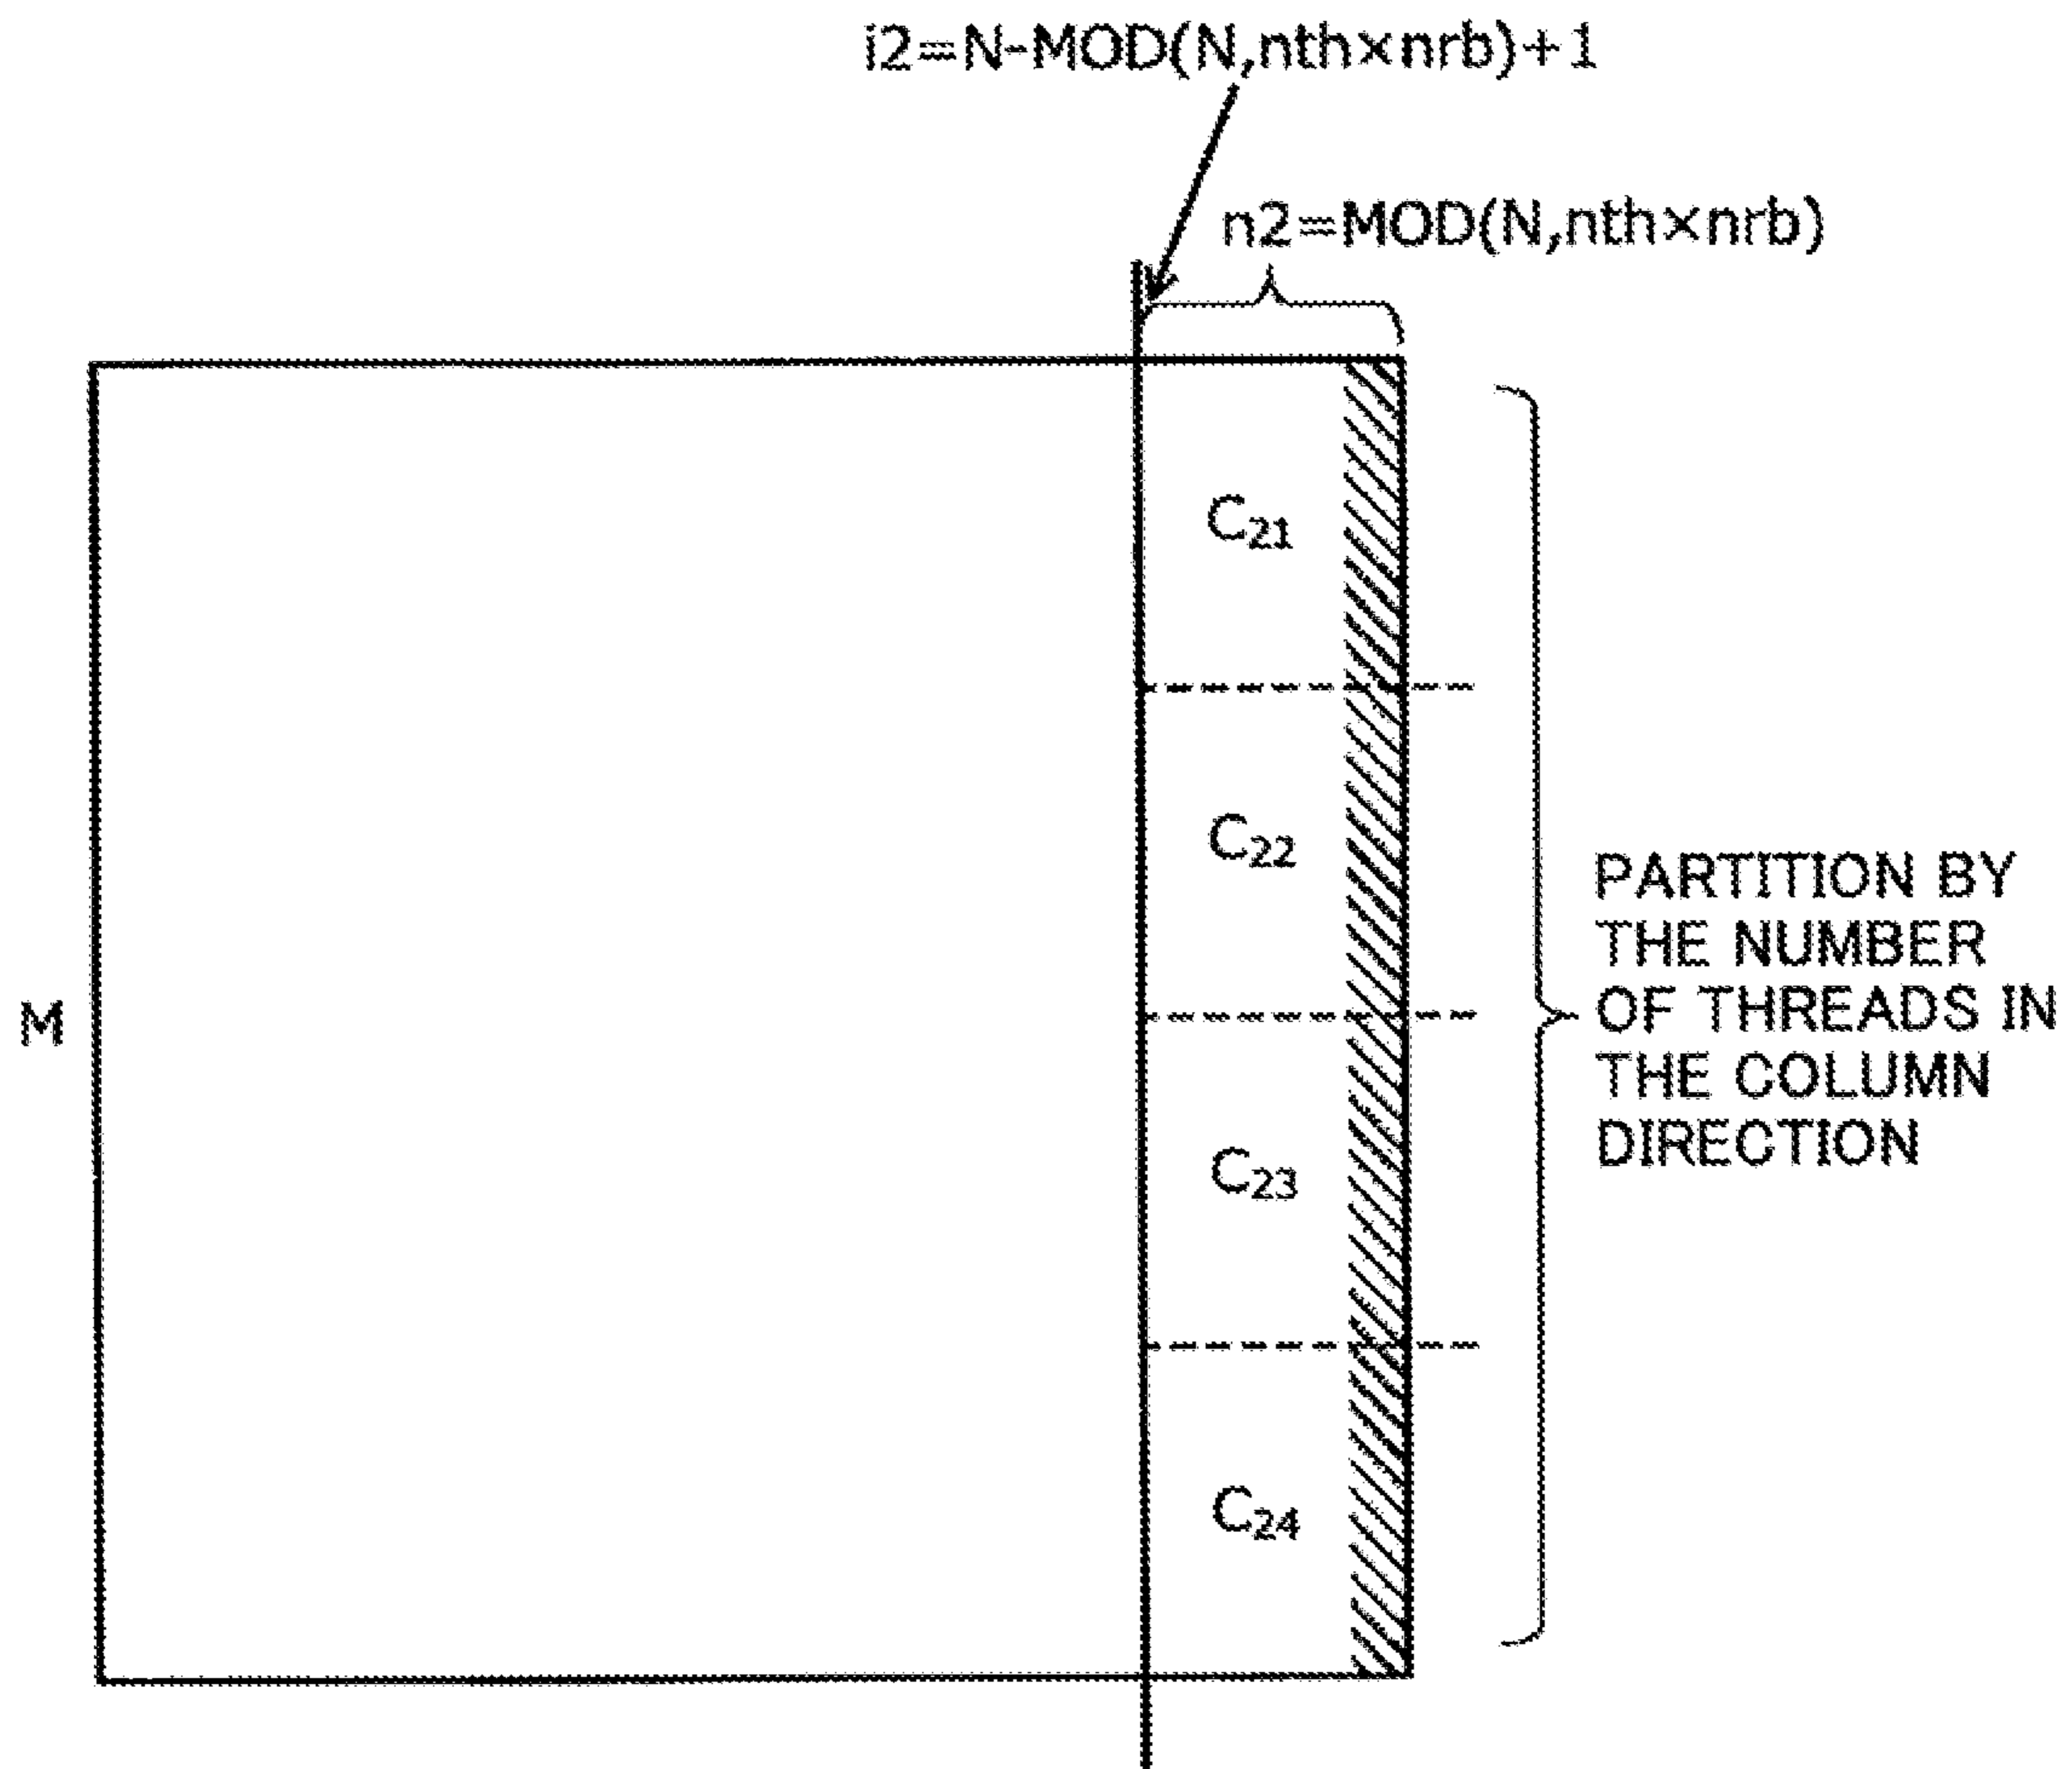 i2=N-MOD(N,nth×nrb)+1
n2=MOD(N,nth×nrb)
C21
C22
C23
C24
M
PARTITION BY
THE NUMBER
OF THREADS IN
THE COLUMN
DIRECTION